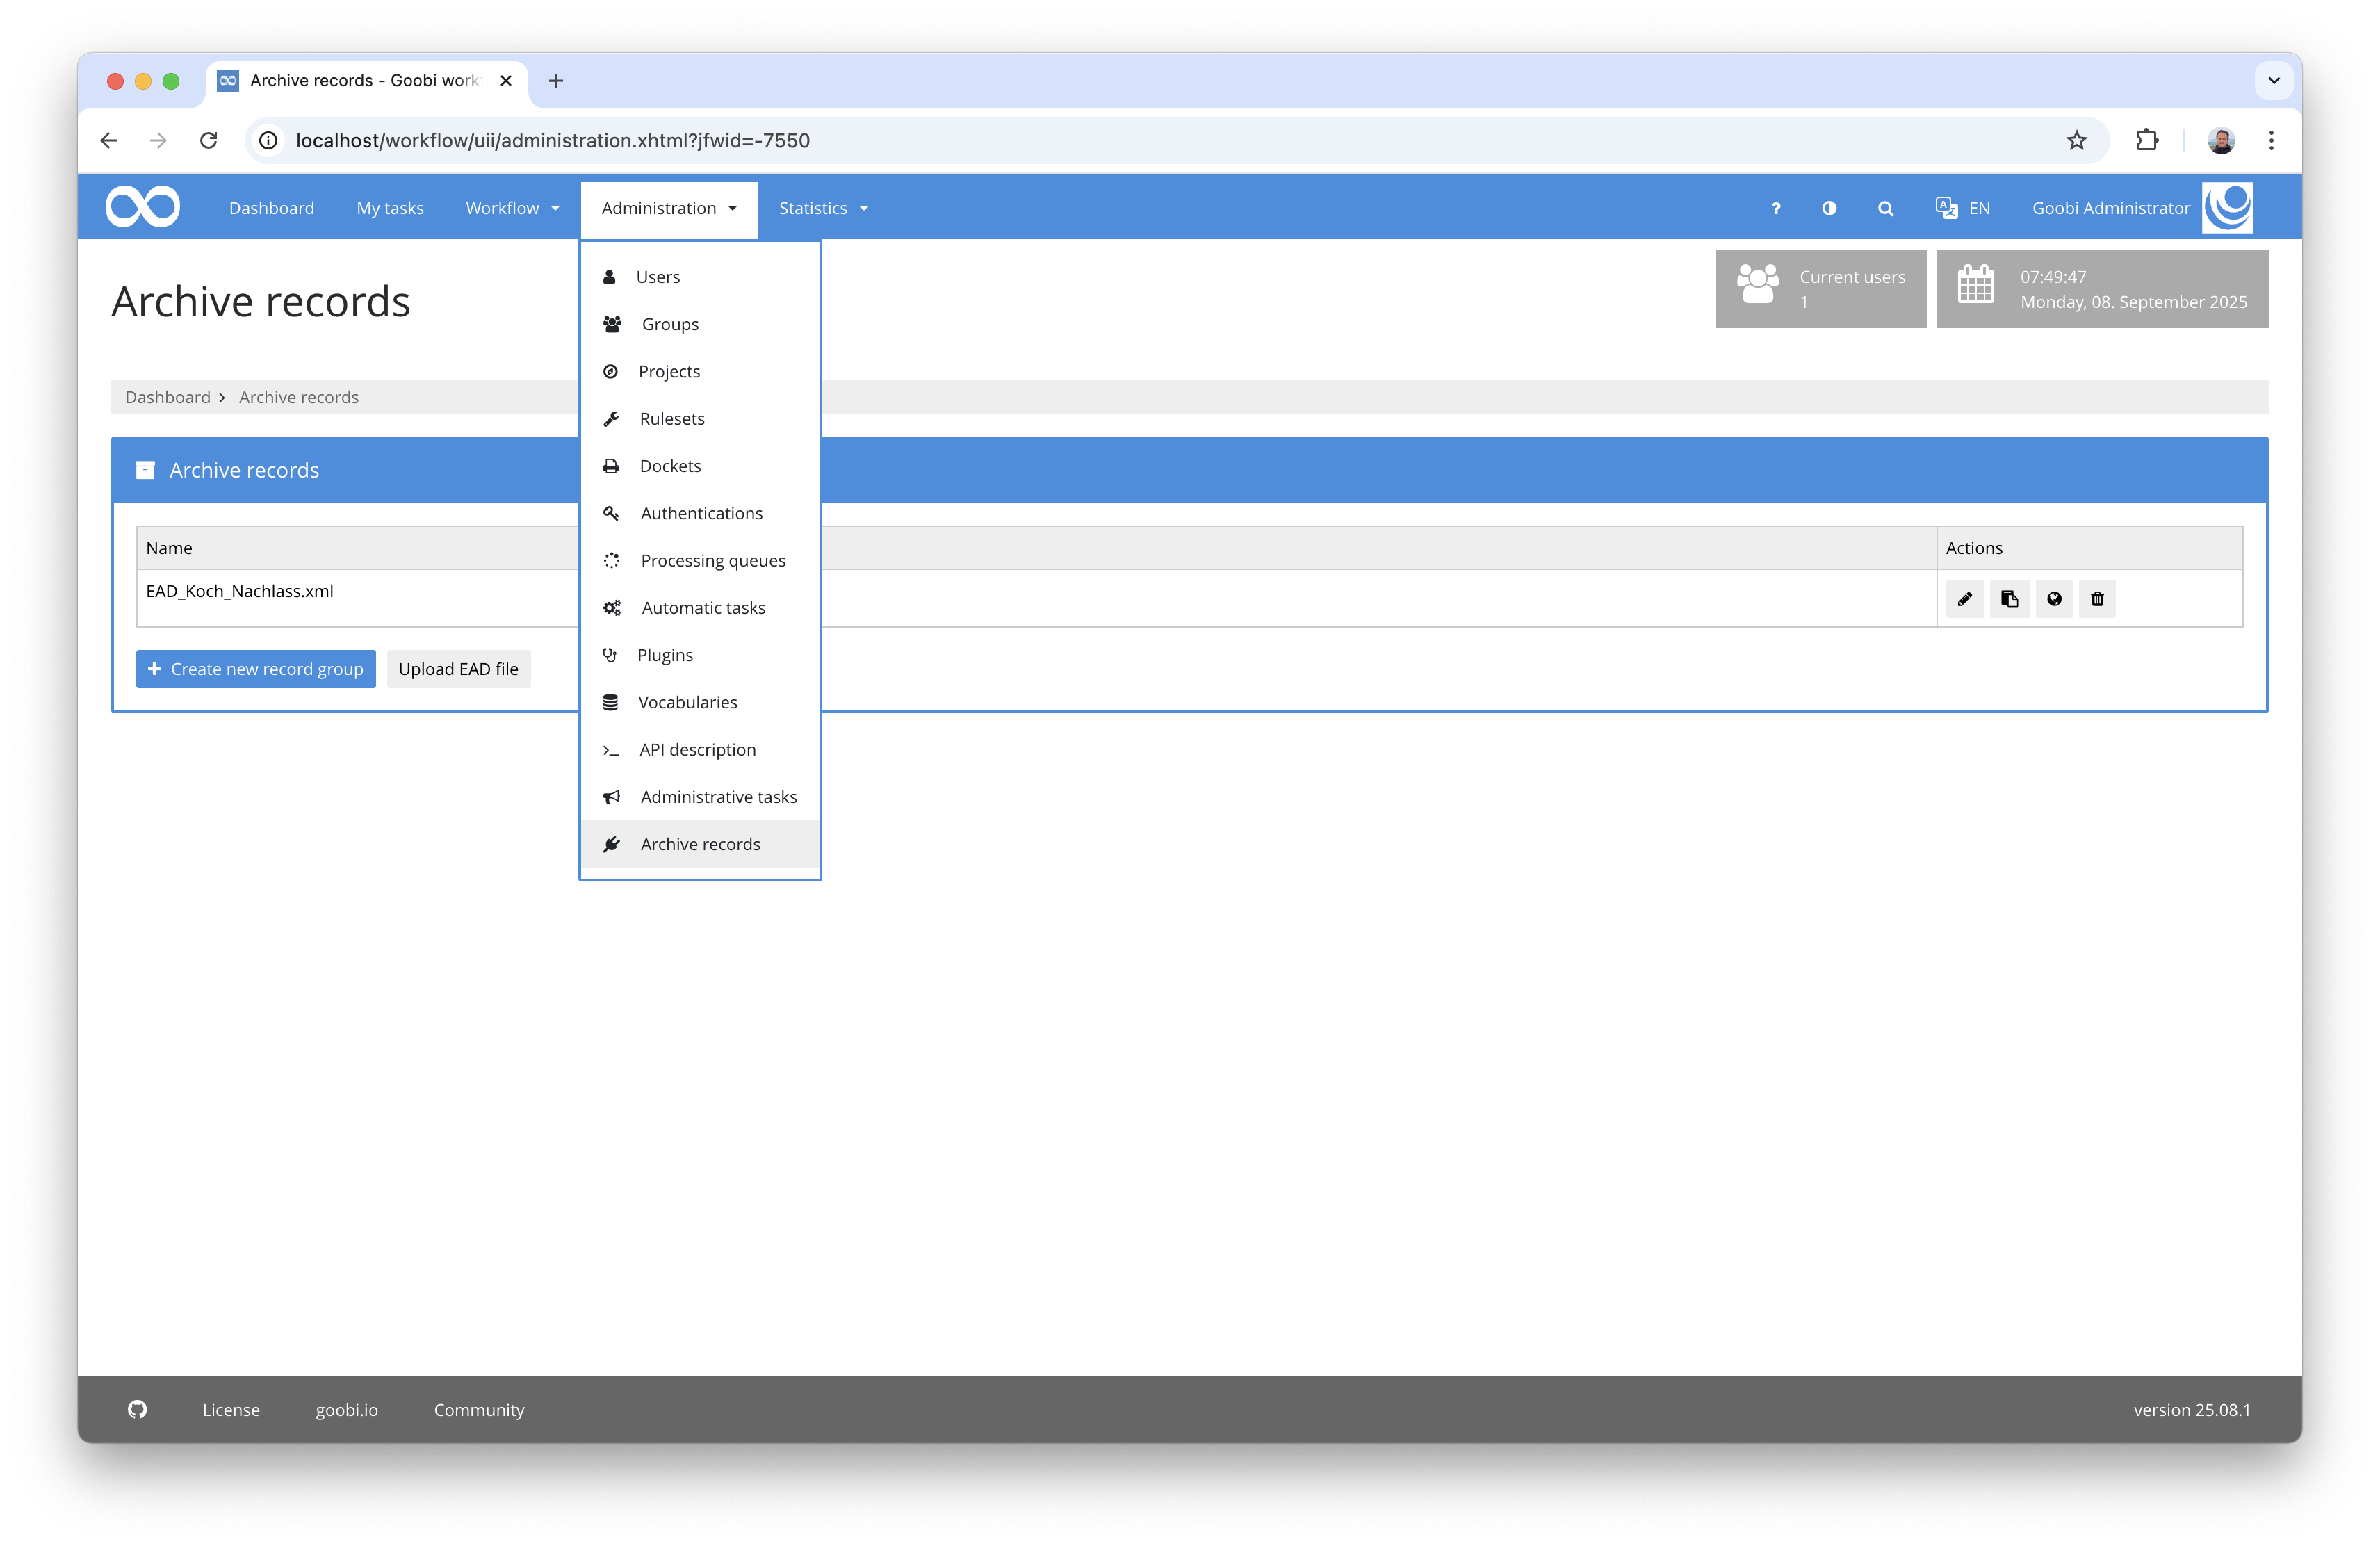 Archive records - Goobi work
localhost/workflow/uii/administration.xhtml?jfwid=-7550
Dashboard My tasks Workflow Administration Statistics ? EN Goobi Administrator
Archive records
Current users
1
07:49:47
Monday, 08. September 2025
Dashboard > Archive records
Archive records
Name Actions
EAD_Koch_Nachlass.xml
Create new record group Upload EAD file
Users
Groups
Projects
Rulesets
Dockets
Authentications
Processing queues
Automatic tasks
Plugins
Vocabularies
API description
Administrative tasks
Archive records
License goobi.io Community version 25.08.1